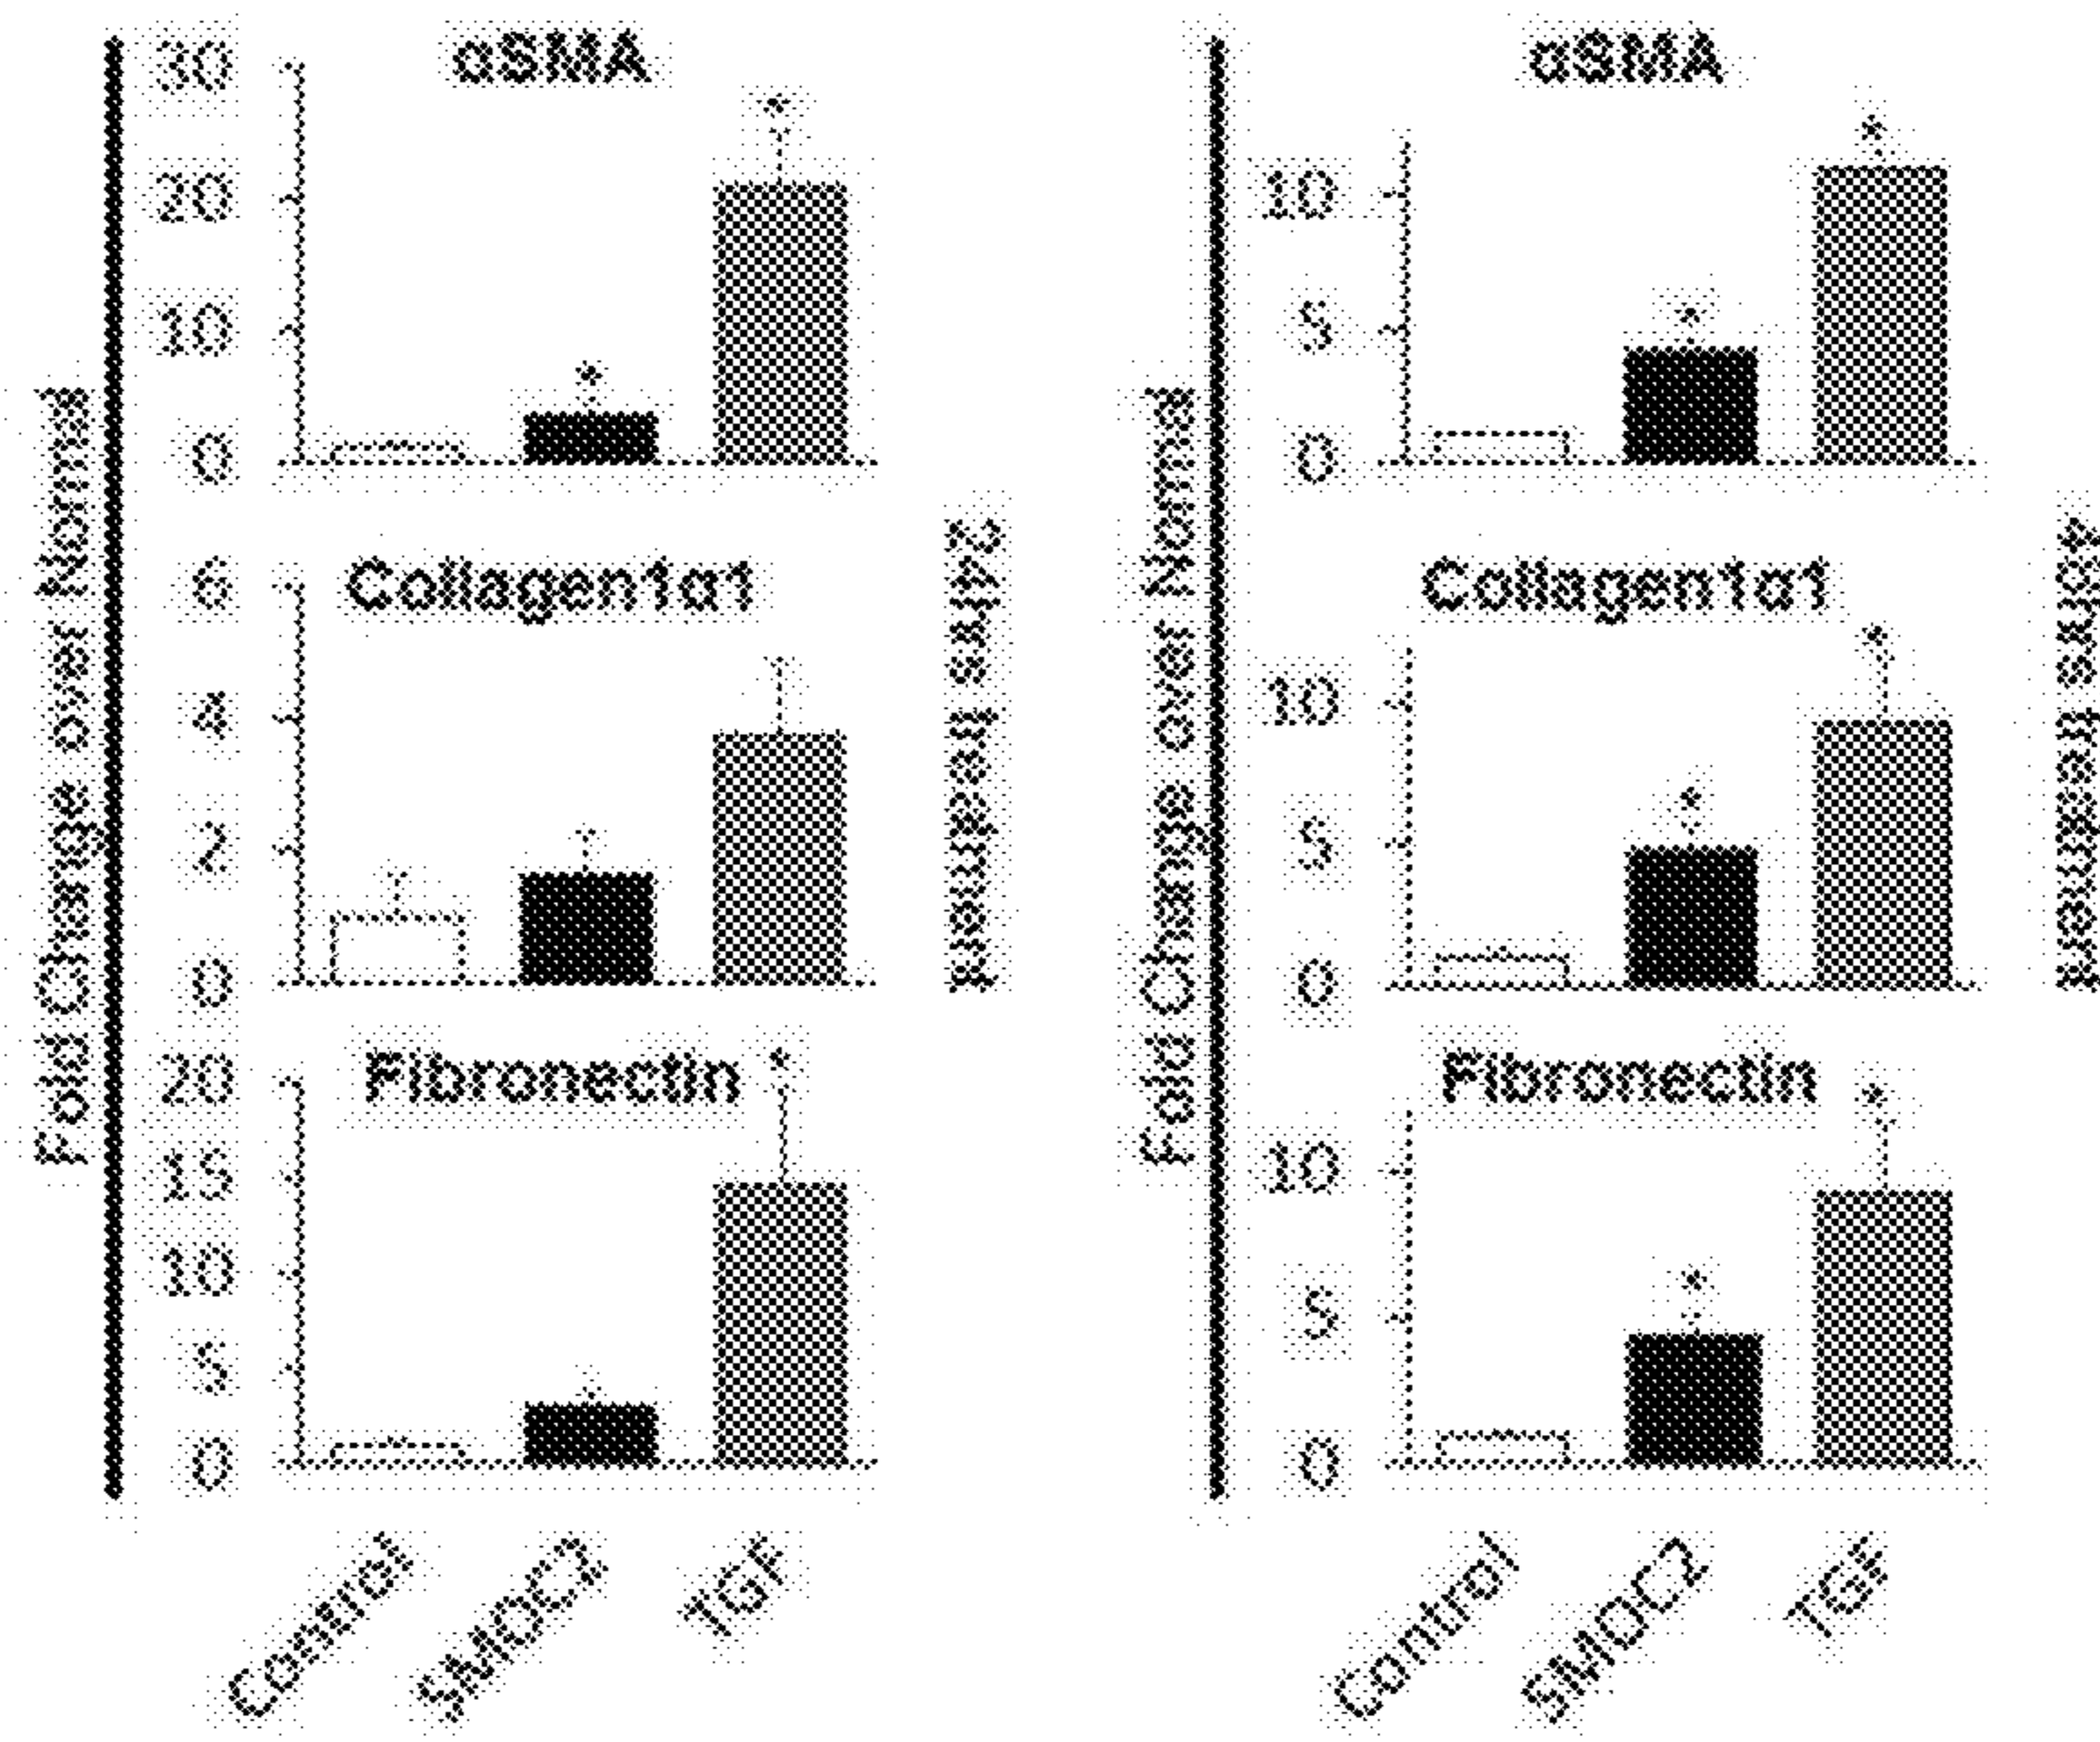 Fold Change over Normal
αSMA
30
20
10
0
Collagen1α1
6
4
2
0
Fibronectin
20
15
10
5
0
Control
SMOC2
TGF
24hrs treatment
Fold Change over Normal
αSMA
10
5
0
Collagen1α1
10
5
0
Fibronectin
10
5
0
Control
SMOC2
TGF